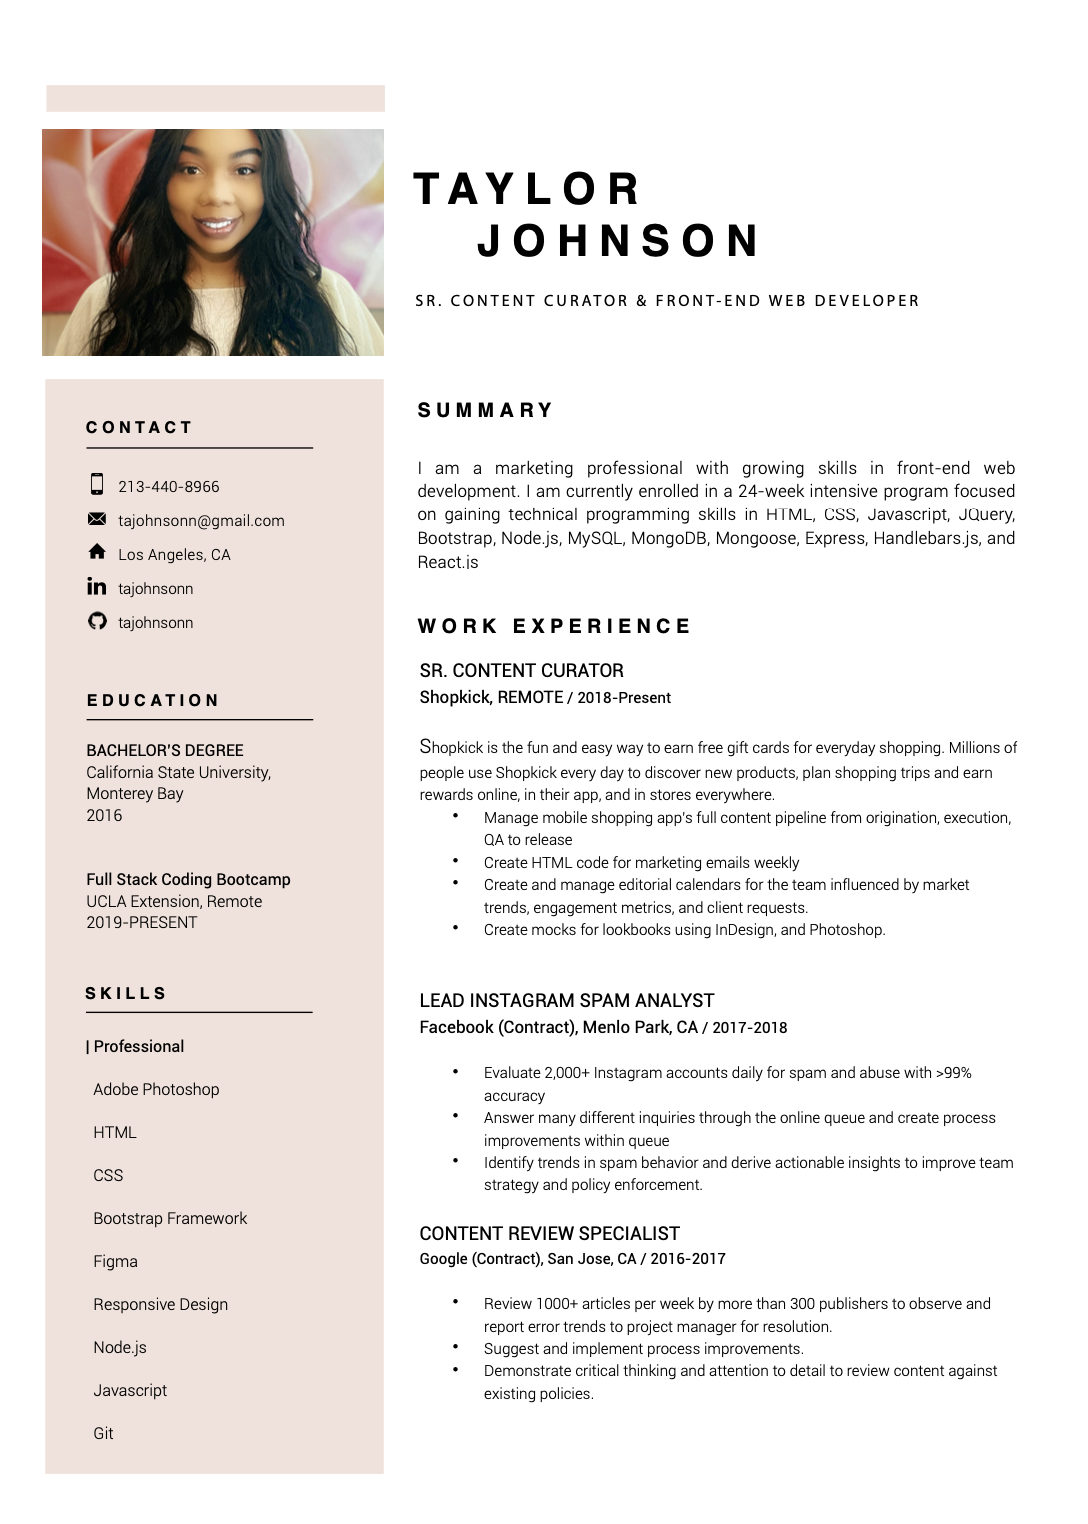 TAYLOR
JOHNSON
SR. CONTENT CURATOR & FRONT-END WEB DEVELOPER
CONTACT
213-440-8966
tajohnsonn@gmail.com
Los Angeles, CA
in tajohnsonn
tajohnsonn
EDUCATION
BACHELOR'S DEGREE
California State University,
Monterey Bay
2016
Full Stack Coding Bootcamp
UCLA Extension, Remote
2019-PRESENT
SKILLS
| Professional
Adobe Photoshop
HTML
CSS
Bootstrap Framework
Figma
Responsive Design
Node.js
Javascript
Git
SUMMARY
I am a marketing professional with growing skills in front-end web
development. I am currently enrolled in a 24-week intensive program focused
on gaining technical programming skills in HTML, CSS, Javascript, JQuery,
Bootstrap, Node.js, MySQL, MongoDB, Mongoose, Express, Handlebars.js, and
React.js
WORK EXPERIENCE
SR. CONTENT CURATOR
Shopkick, REMOTE / 2018-Present
Shopkick is the fun and easy way to earn free gift cards for everyday shopping. Millions of
people use Shopkick every day to discover new products, plan shopping trips and earn
rewards online, in their app, and in stores everywhere.
• Manage mobile shopping app's full content pipeline from origination, execution,
QA to release
• Create HTML code for marketing emails weekly
• Create and manage editorial calendars for the team influenced by market
trends, engagement metrics, and client requests.
• Create mocks for lookbooks using InDesign, and Photoshop.
LEAD INSTAGRAM SPAM ANALYST
Facebook (Contract), Menlo Park, CA / 2017-2018
• Evaluate 2,000+ Instagram accounts daily for spam and abuse with >99%
accuracy
• Answer many different inquiries through the online queue and create process
improvements within queue
• Identify trends in spam behavior and derive actionable insights to improve team
strategy and policy enforcement.
CONTENT REVIEW SPECIALIST
Google (Contract), San Jose, CA / 2016-2017
• Review 1000+ articles per week by more than 300 publishers to observe and
report error trends to project manager for resolution.
• Suggest and implement process improvements.
• Demonstrate critical thinking and attention to detail to review content against
existing policies.